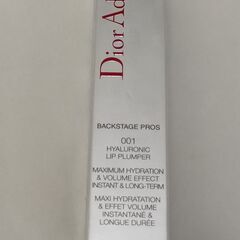 Dior Ad
BACKSTAGE PROS
001
HYALURONIC
LIP PLUMPER
MAXIMUM HYDRATION
& VOLUME EFFECT
INSTANT & LONG-TERM
MAXI HYDRATATION
& EFFET VOLUME
INSTANTANÉ &
LONGUE DURÉE